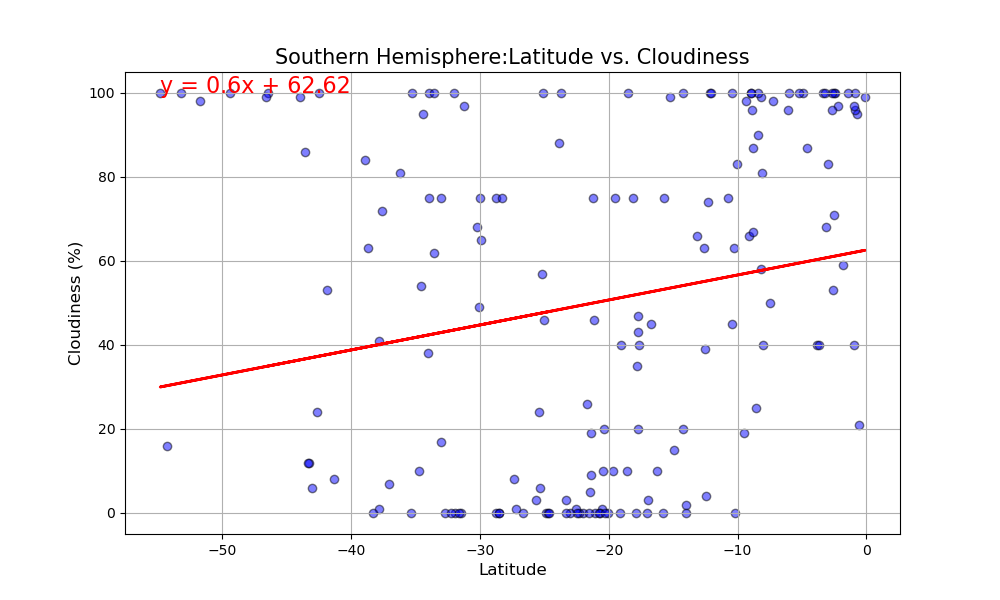 Southern Hemisphere:Latitude vs. Cloudiness
y = 0.6x + 62.62
100
80
60
40
20
0
Cloudiness (%)
−50 −40 −30 −20 −10 0
Latitude